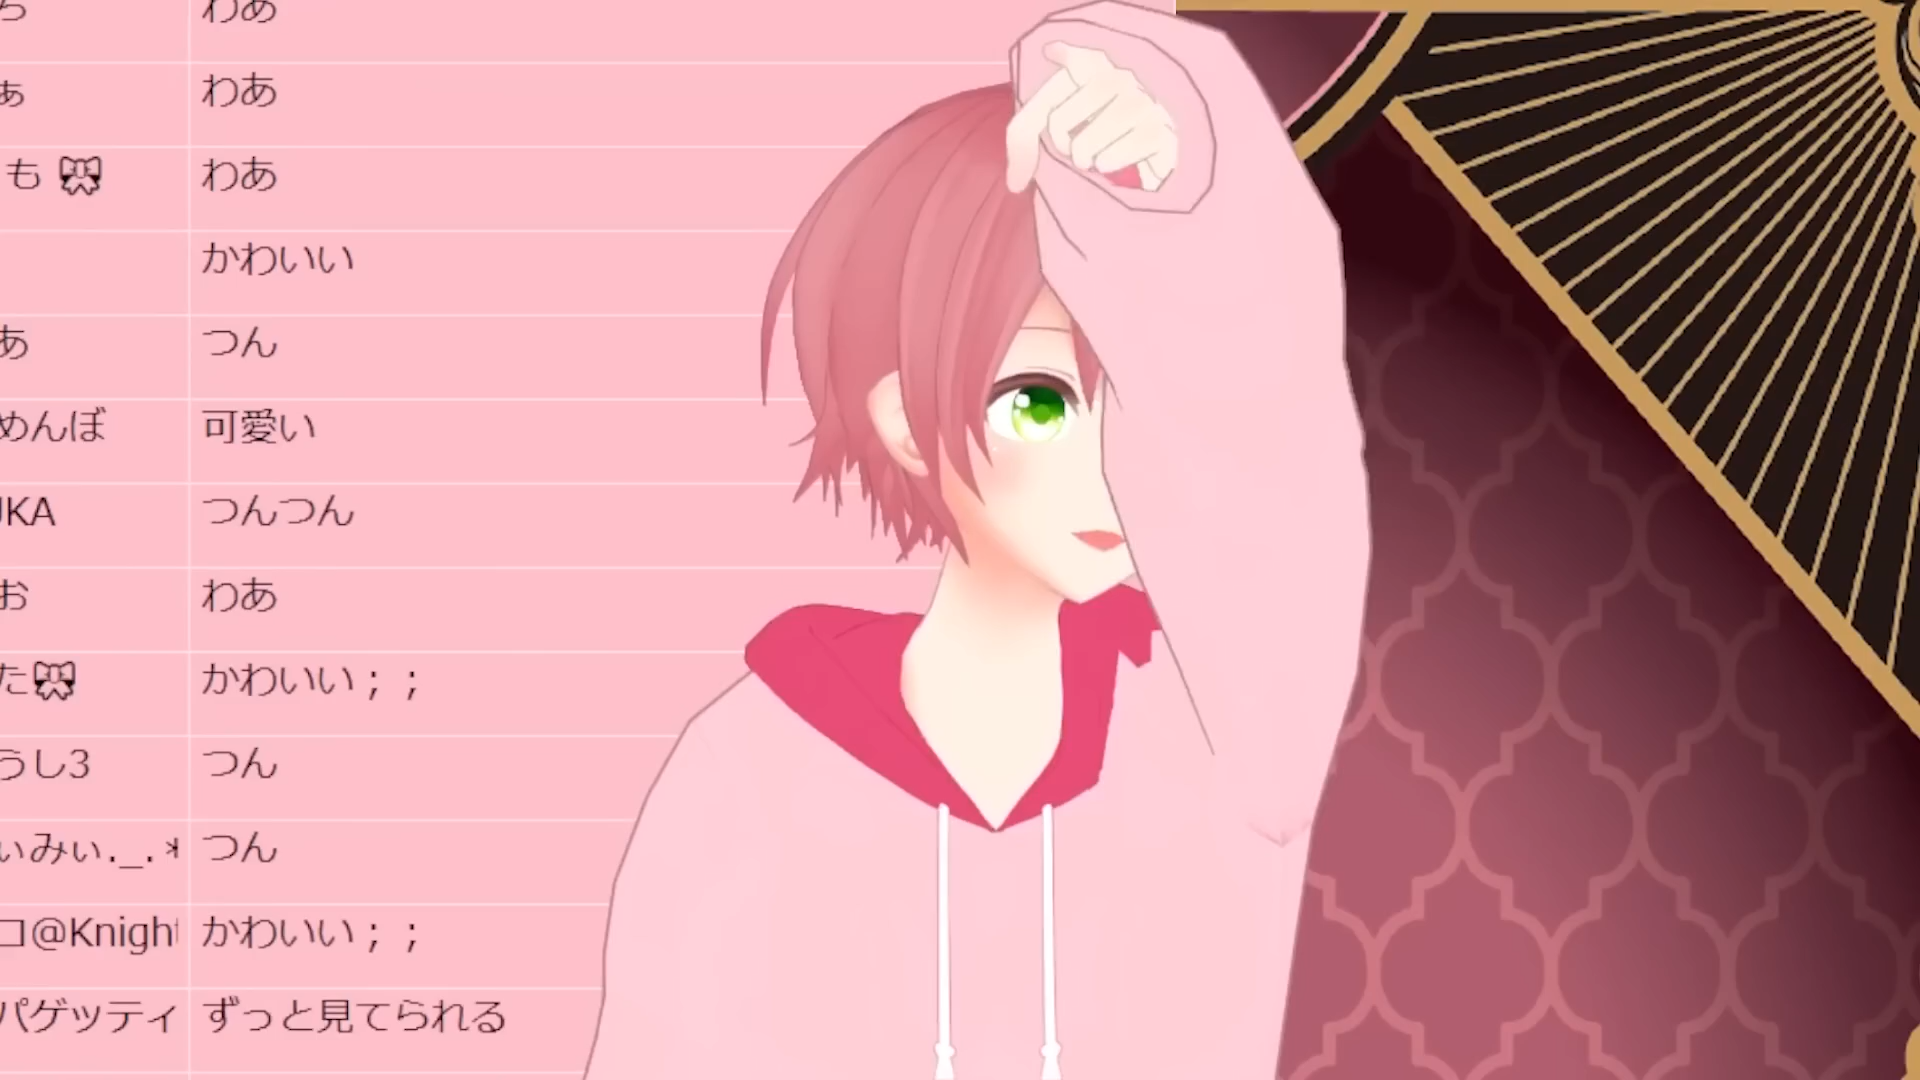 わあ
ぁ わあ
も 🎀 わあ
かわいい
あ つん
めんぼ 可愛い
UKA つんつん
お わあ
た🎀 かわいい；；
うし3 つん
ぃみぃ._.* つん
コ@Knight かわいい；；
パゲッティ ずっと見てられる